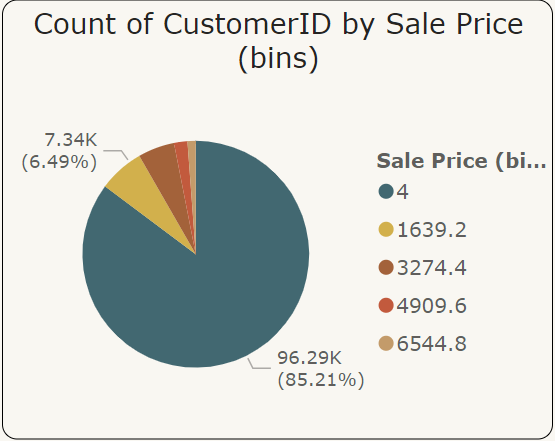 Count of CustomerID by Sale Price
(bins)
7.34K
(6.49%)
Sale Price (bi...
4
1639.2
3274.4
4909.6
6544.8
96.29K
(85.21%)